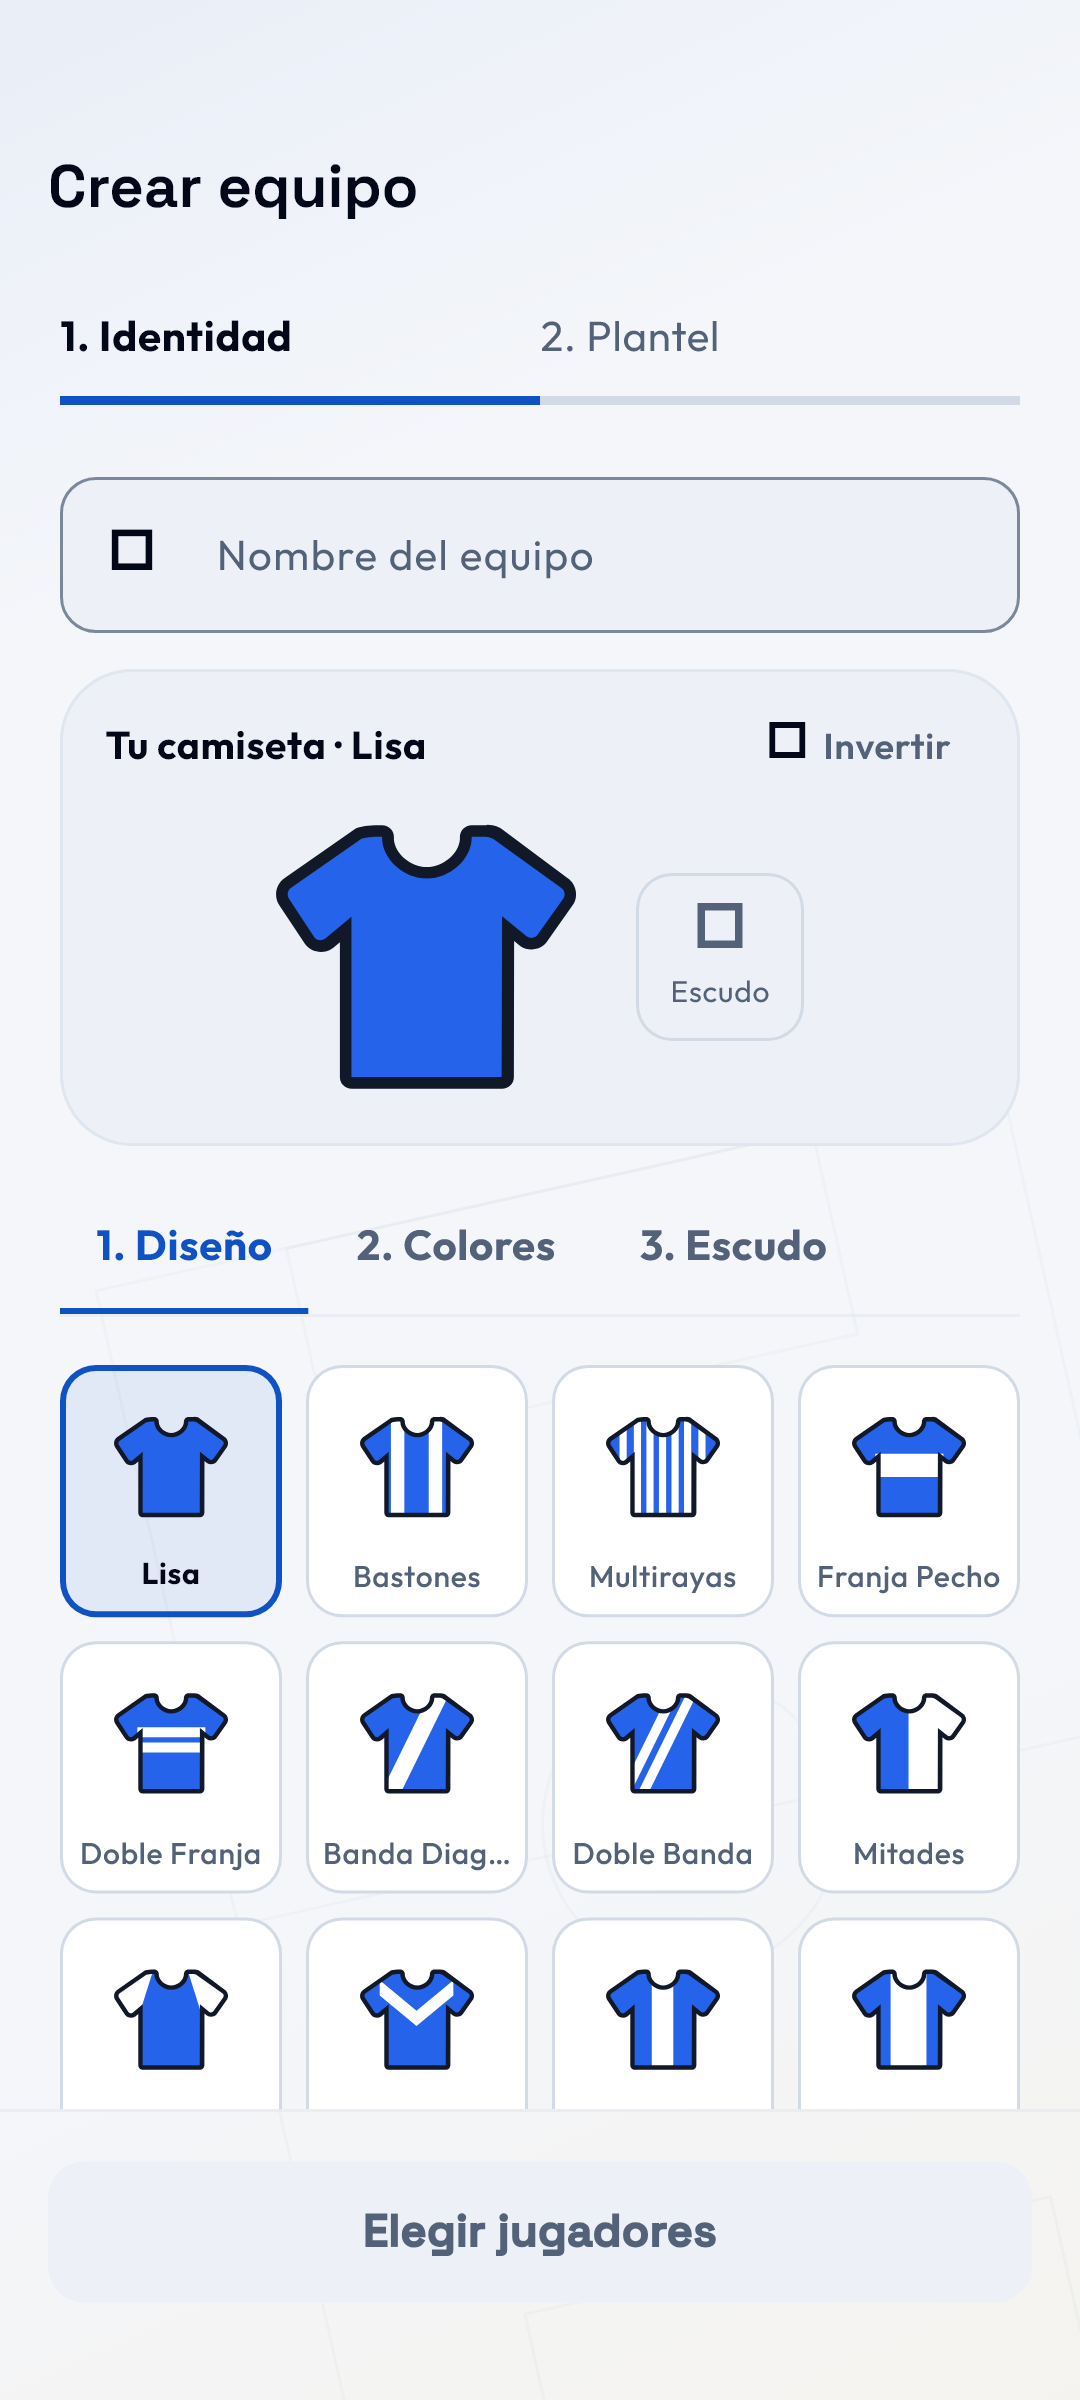 Crear equipo
1. Identidad
2. Plantel
Nombre del equipo
Tu camiseta · Lisa
Invertir
Escudo
1. Diseño
2. Colores
3. Escudo
Lisa
Bastones
Multirayas
Franja Pecho
Doble Franja
Banda Diag...
Doble Banda
Mitades
Elegir jugadores